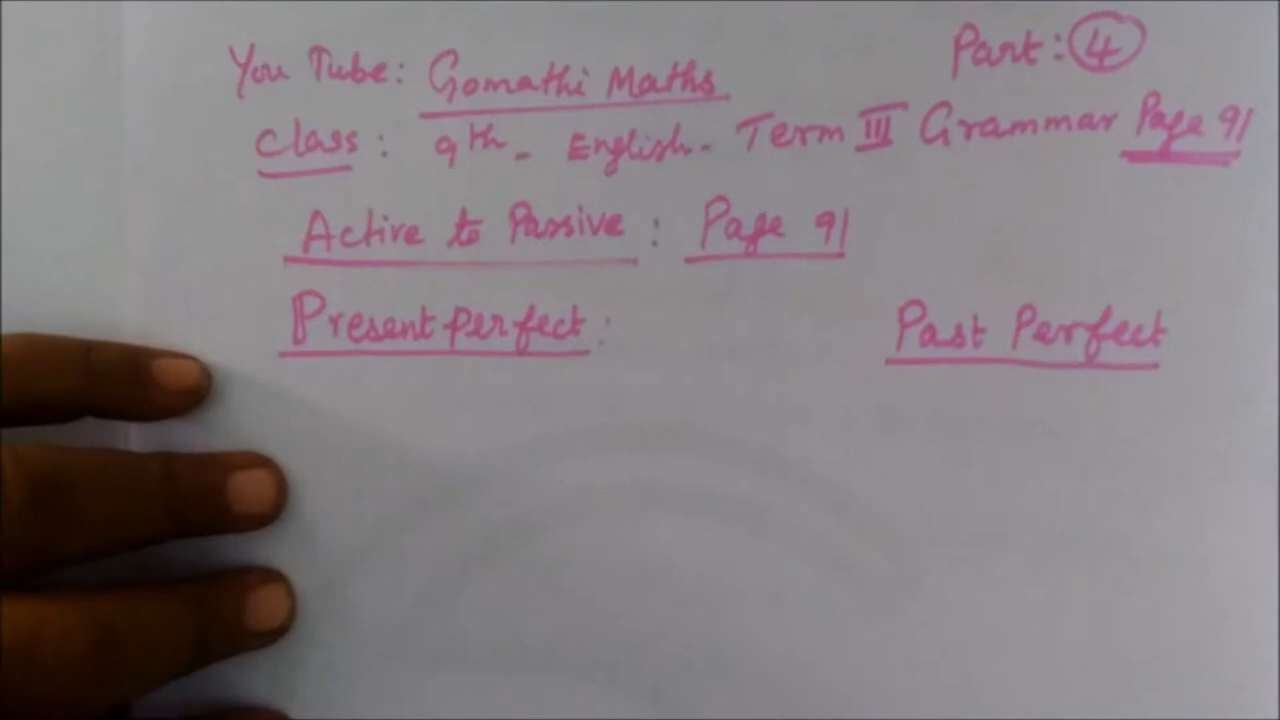 You Tube: Gomathi Maths Part: 4
Class: 9th - English - Term III Grammar Page 91
Active to Passive : Page 91
Present perfect : Past Perfect